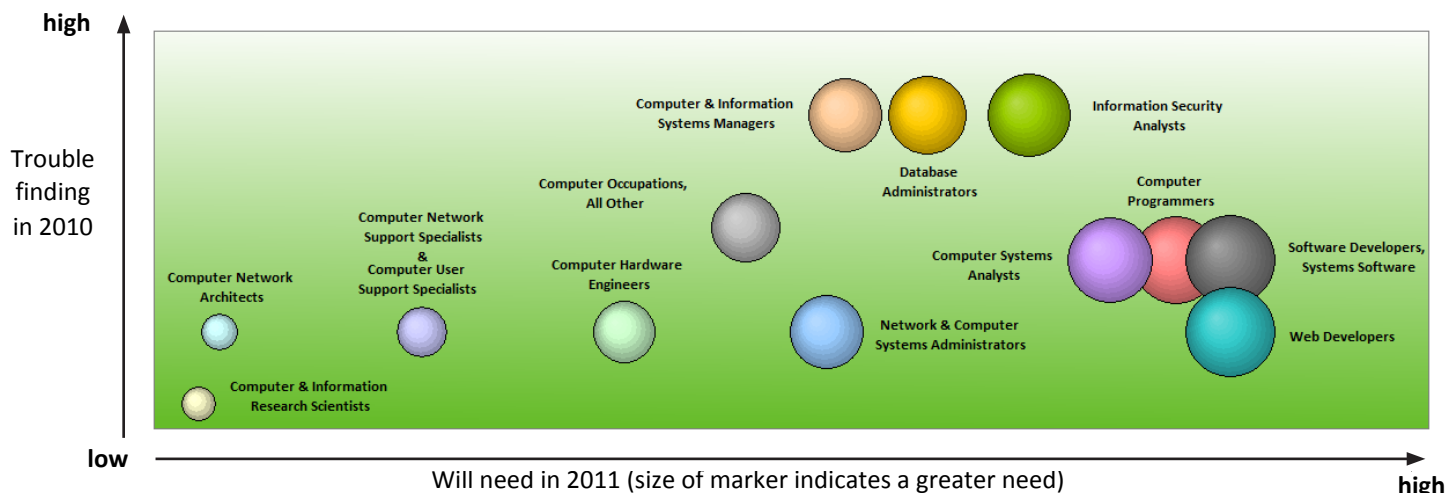 high
Trouble
finding
in 2010
low
Computer & Information
Systems Managers
Information Security
Analysts
Database
Administrators
Computer Occupations,
All Other
Computer
Programmers
Computer Network
Support Specialists
&
Computer User
Support Specialists
Computer Systems
Analysts
Software Developers,
Systems Software
Computer Hardware
Engineers
Computer Network
Architects
Network & Computer
Systems Administrators
Web Developers
Computer & Information
Research Scientists
Will need in 2011 (size of marker indicates a greater need)
high